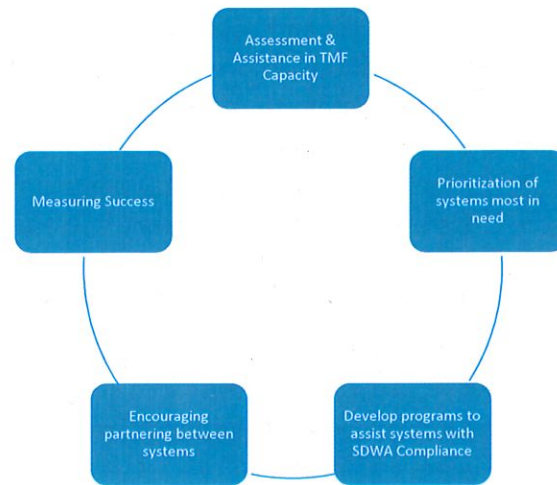 Assessment &
Assistance in TMF
Capacity
Prioritization of
systems most in
need
Develop programs to
assist systems with
SDWA Compliance
Encouraging
partnering between
systems
Measuring Success